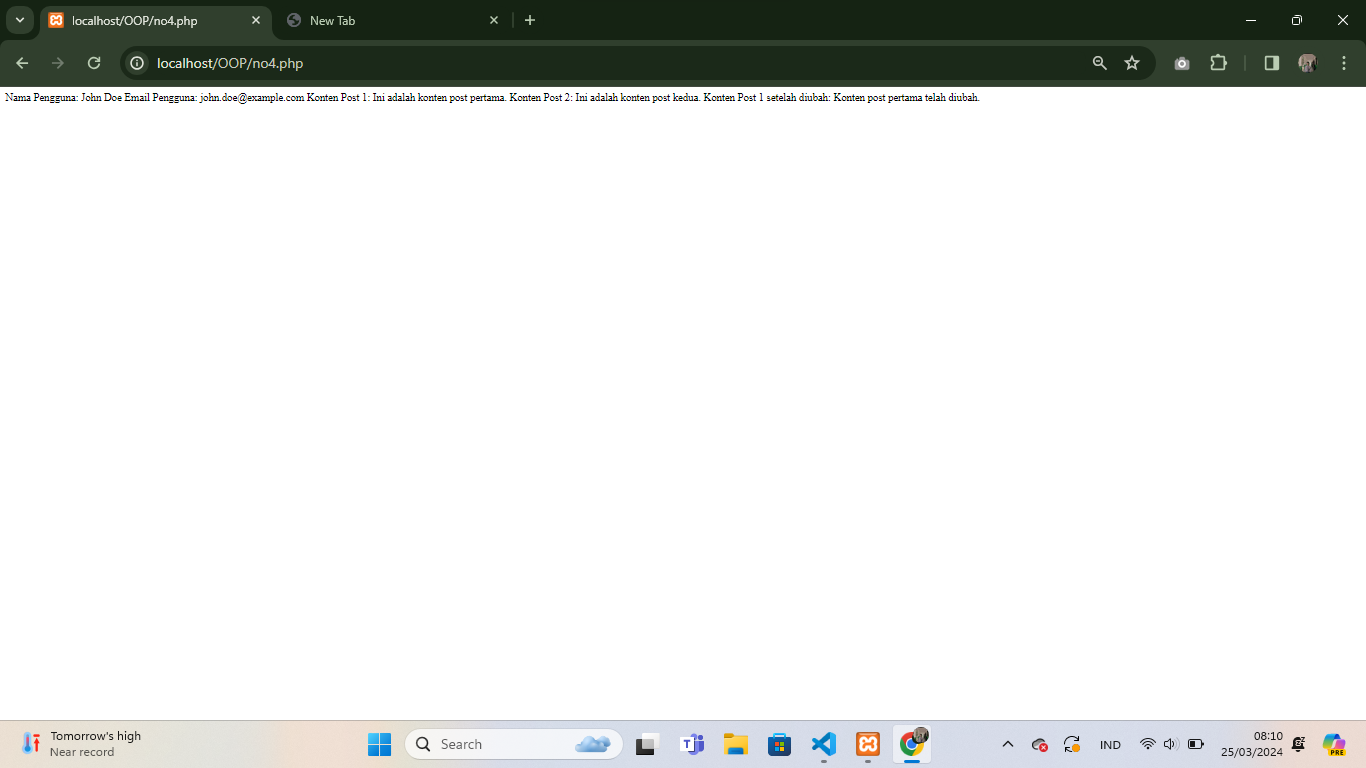 localhost/OOP/no4.php
New Tab
localhost/OOP/no4.php
Nama Pengguna: John Doe Email Pengguna: john.doe@example.com Konten Post 1: Ini adalah konten post pertama. Konten Post 2: Ini adalah konten post kedua. Konten Post 1 setelah diubah: Konten post pertama telah diubah.
Tomorrow's high
Near record
Search
IND
08:10
25/03/2024
PRE